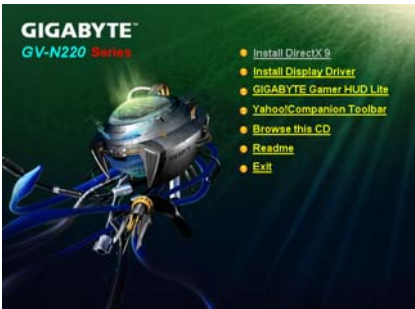 GIGABYTE™
GV-N220 Series
Install DirectX 9
Install Display Driver
GIGABYTE Gamer HUD Lite
Yahoo!Companion Toolbar
Browse this CD
Readme
Exit